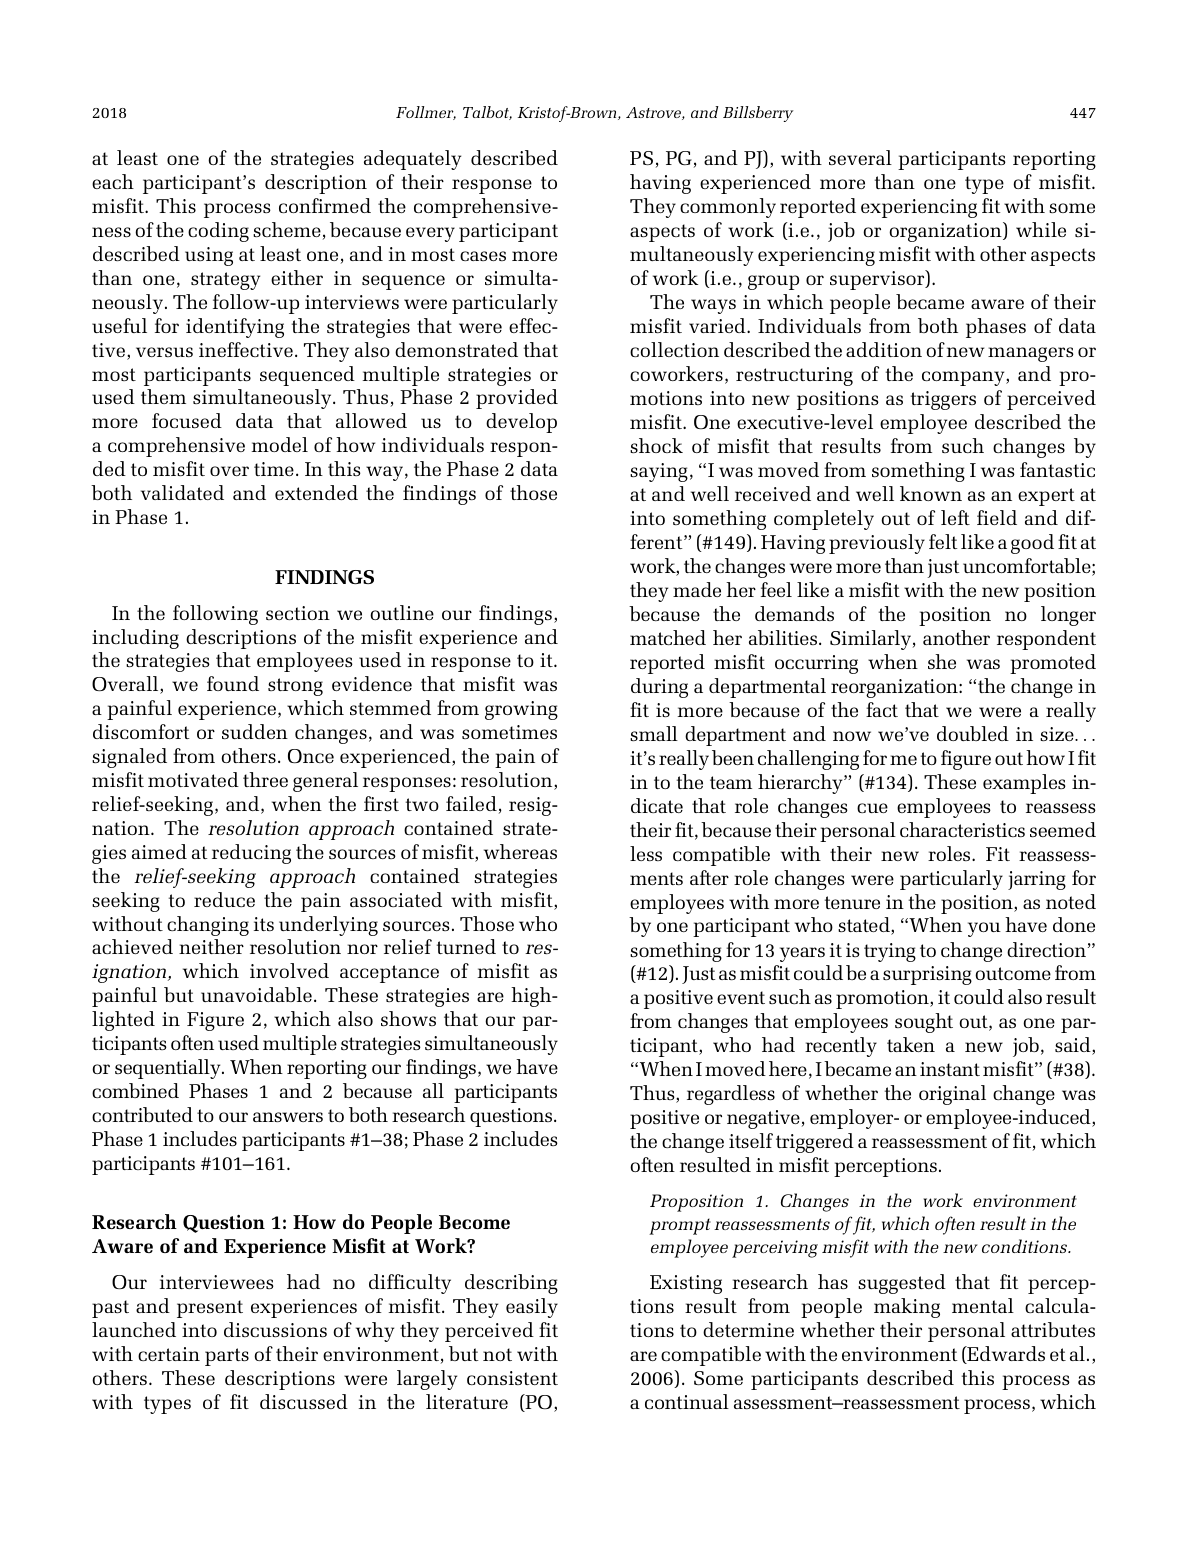 2018
Follmer, Talbot, Kristof-Brown, Astrove, and Billsberry
447
at least one of the strategies adequately described
each participant's description of their response to
misfit. This process confirmed the comprehensive-
ness of the coding scheme, because every participant
described using at least one, and in most cases more
than one, strategy either in sequence or simulta-
neously. The follow-up interviews were particularly
useful for identifying the strategies that were effec-
tive, versus ineffective. They also demonstrated that
most participants sequenced multiple strategies or
used them simultaneously. Thus, Phase 2 provided
more focused data that allowed us to develop
a comprehensive model of how individuals respon-
ded to misfit over time. In this way, the Phase 2 data
both validated and extended the findings of those
in Phase 1.
FINDINGS
In the following section we outline our findings,
including descriptions of the misfit experience and
the strategies that employees used in response to it.
Overall, we found strong evidence that misfit was
a painful experience, which stemmed from growing
discomfort or sudden changes, and was sometimes
signaled from others. Once experienced, the pain of
misfit motivated three general responses: resolution,
relief-seeking, and, when the first two failed, resig-
nation. The resolution approach contained strate-
gies aimed at reducing the sources of misfit, whereas
the relief-seeking approach contained strategies
seeking to reduce the pain associated with misfit,
without changing its underlying sources. Those who
achieved neither resolution nor relief turned to res-
ignation, which involved acceptance of misfit as
painful but unavoidable. These strategies are high-
lighted in Figure 2, which also shows that our par-
ticipants often used multiple strategies simultaneously
or sequentially. When reporting our findings, we have
combined Phases 1 and 2 because all participants
contributed to our answers to both research questions.
Phase 1 includes participants #1–38; Phase 2 includes
participants #101–161.
Research Question 1: How do People Become
Aware of and Experience Misfit at Work?
Our interviewees had no difficulty describing
past and present experiences of misfit. They easily
launched into discussions of why they perceived fit
with certain parts of their environment, but not with
others. These descriptions were largely consistent
with types of fit discussed in the literature (PO,
PS, PG, and PJ), with several participants reporting
having experienced more than one type of misfit.
They commonly reported experiencing fit with some
aspects of work (i.e., job or organization) while si-
multaneously experiencing misfit with other aspects
of work (i.e., group or supervisor).
The ways in which people became aware of their
misfit varied. Individuals from both phases of data
collection described the addition of new managers or
coworkers, restructuring of the company, and pro-
motions into new positions as triggers of perceived
misfit. One executive-level employee described the
shock of misfit that results from such changes by
saying, “I was moved from something I was fantastic
at and well received and well known as an expert at
into something completely out of left field and dif-
ferent” (#149). Having previously felt like a good fit at
work, the changes were more than just uncomfortable;
they made her feel like a misfit with the new position
because the demands of the position no longer
matched her abilities. Similarly, another respondent
reported misfit occurring when she was promoted
during a departmental reorganization: “the change in
fit is more because of the fact that we were a really
small department and now we've doubled in size...
it's really been challenging for me to figure out how I fit
in to the team hierarchy” (#134). These examples in-
dicate that role changes cue employees to reassess
their fit, because their personal characteristics seemed
less compatible with their new roles. Fit reassess-
ments after role changes were particularly jarring for
employees with more tenure in the position, as noted
by one participant who stated, “When you have done
something for 13 years it is trying to change direction”
(#12). Just as misfit could be a surprising outcome from
a positive event such as promotion, it could also result
from changes that employees sought out, as one par-
ticipant, who had recently taken a new job, said,
“When I moved here, I became an instant misfit” (#38).
Thus, regardless of whether the original change was
positive or negative, employer- or employee-induced,
the change itself triggered a reassessment of fit, which
often resulted in misfit perceptions.
Proposition 1. Changes in the work environment
prompt reassessments of fit, which often result in the
employee perceiving misfit with the new conditions.
Existing research has suggested that fit percep-
tions result from people making mental calcula-
tions to determine whether their personal attributes
are compatible with the environment (Edwards et al.,
2006). Some participants described this process as
a continual assessment–reassessment process, which